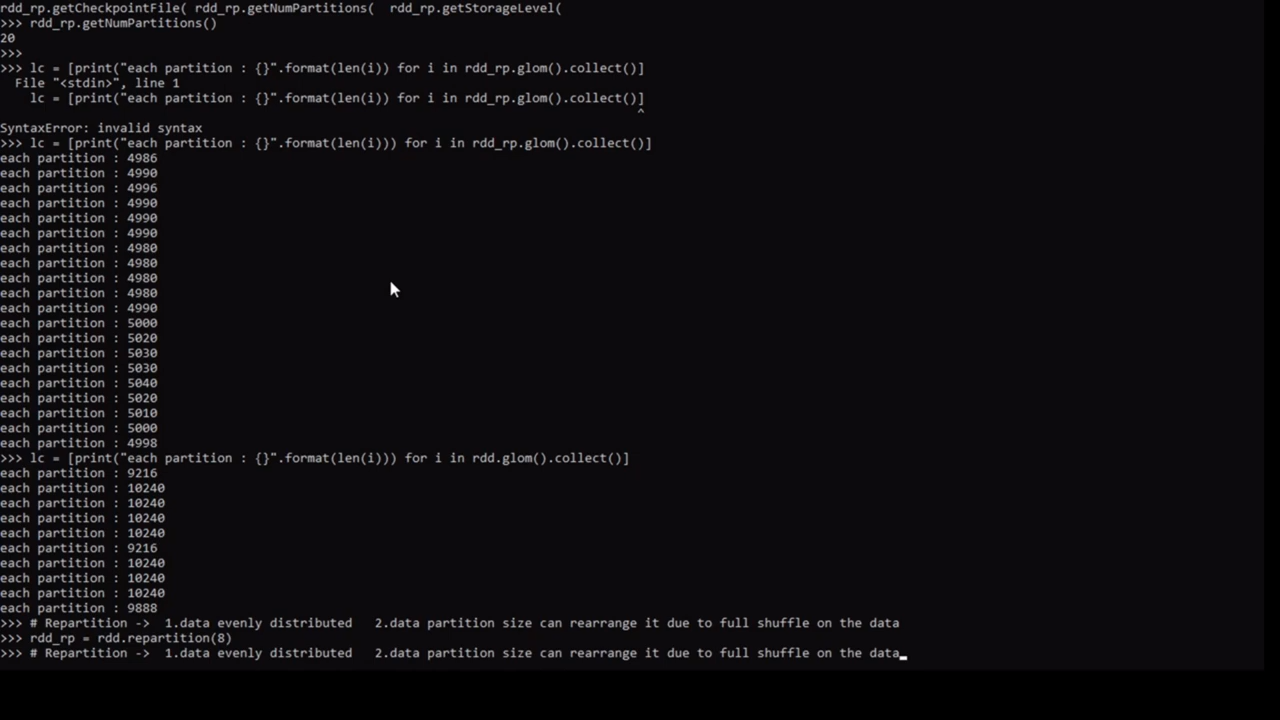 rdd_rp.getCheckpointFile( rdd_rp.getNumPartitions(  rdd_rp.getStorageLevel(
>>> rdd_rp.getNumPartitions()
20
>>>
>>> lc = [print("each partition : {}".format(len(i)) for i in rdd_rp.glom().collect()]
  File "<stdin>", line 1
    lc = [print("each partition : {}".format(len(i)) for i in rdd_rp.glom().collect()]
                                                                                     ^
SyntaxError: invalid syntax
>>> lc = [print("each partition : {}".format(len(i))) for i in rdd_rp.glom().collect()]
each partition : 4986
each partition : 4990
each partition : 4996
each partition : 4990
each partition : 4990
each partition : 4990
each partition : 4980
each partition : 4980
each partition : 4980
each partition : 4980
each partition : 4990
each partition : 5000
each partition : 5020
each partition : 5030
each partition : 5030
each partition : 5040
each partition : 5020
each partition : 5010
each partition : 5000
each partition : 4998
>>> lc = [print("each partition : {}".format(len(i))) for i in rdd.glom().collect()]
each partition : 9216
each partition : 10240
each partition : 10240
each partition : 10240
each partition : 10240
each partition : 9216
each partition : 10240
each partition : 10240
each partition : 10240
each partition : 9888
>>> # Repartition ->  1.data evenly distributed   2.data partition size can rearrange it due to full shuffle on the data
>>> rdd_rp = rdd.repartition(8)
>>> # Repartition ->  1.data evenly distributed   2.data partition size can rearrange it due to full shuffle on the data